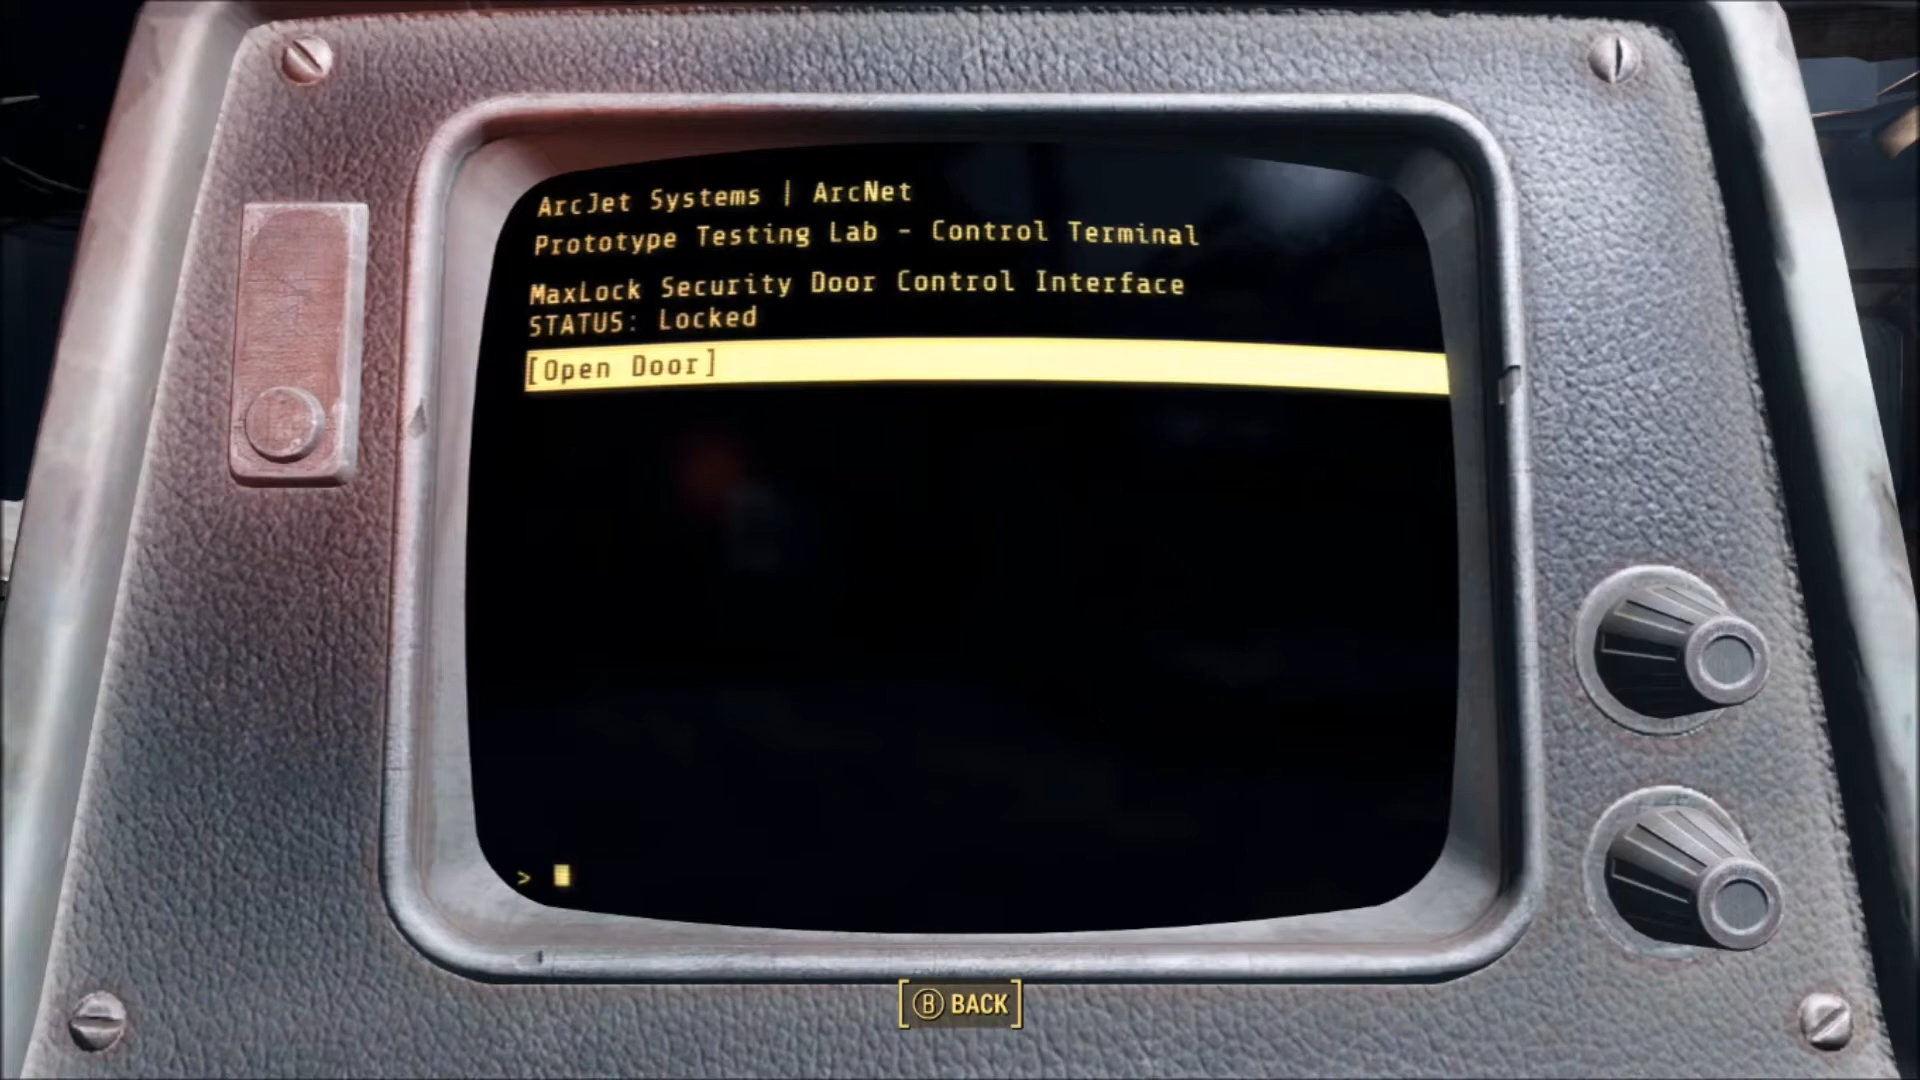 ArcJet Systems | ArcNet
Prototype Testing Lab - Control Terminal
MaxLock Security Door Control Interface
STATUS: Locked
[Open Door]
>
[Ⓑ BACK]